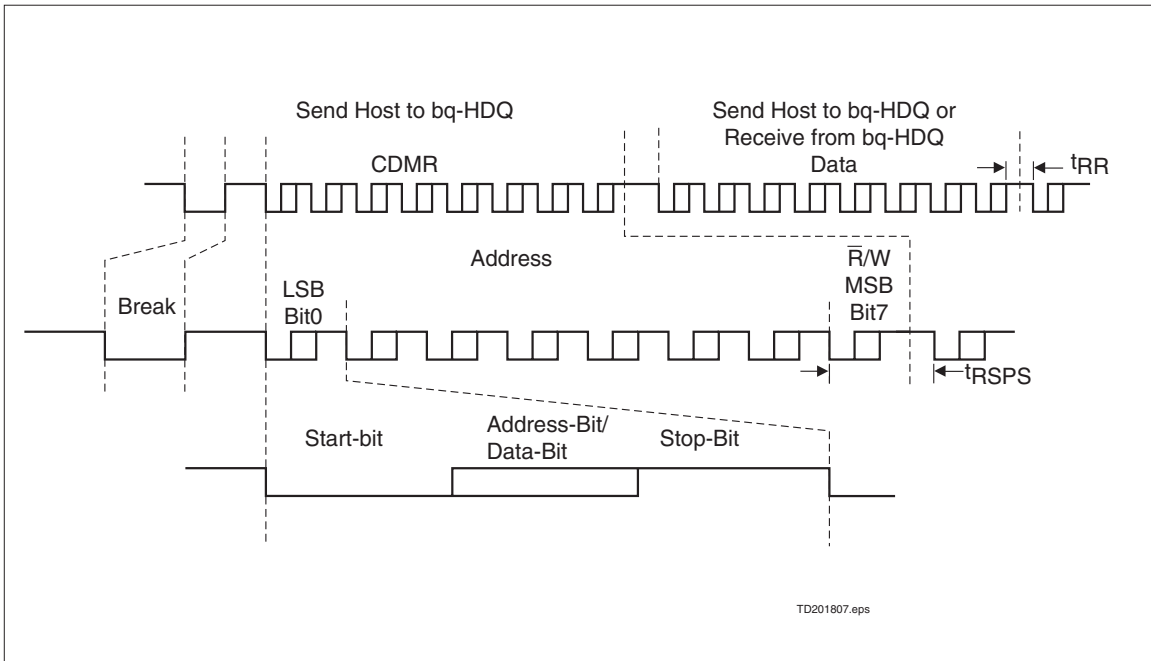 Send Host to bq-HDQ
Send Host to bq-HDQ or
Receive from bq-HDQ
CDMR
Data
tRR
Address
R̅/W
MSB
Bit7
LSB
Bit0
Break
tRSPS
Start-bit
Address-Bit/
Data-Bit
Stop-Bit
TD201807.eps